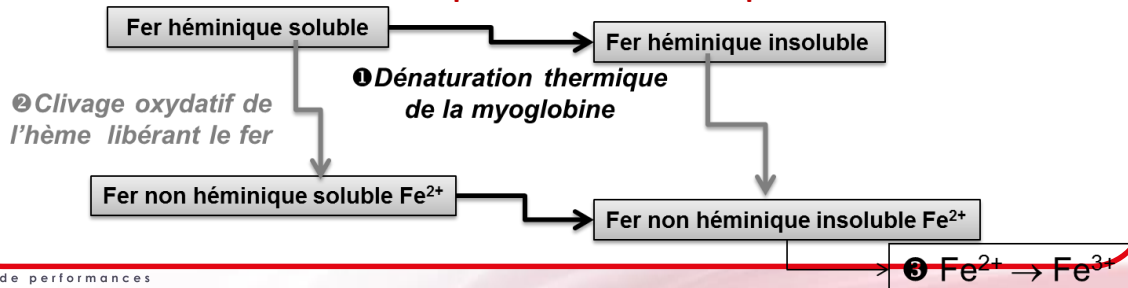 Fer héminique soluble
Fer héminique insoluble
❶Dénaturation thermique
de la myoglobine
❷Clivage oxydatif de
l'hème libérant le fer
Fer non héminique soluble Fe²⁺
Fer non héminique insoluble Fe²⁺
❸ Fe²⁺ → Fe³⁺
de performances